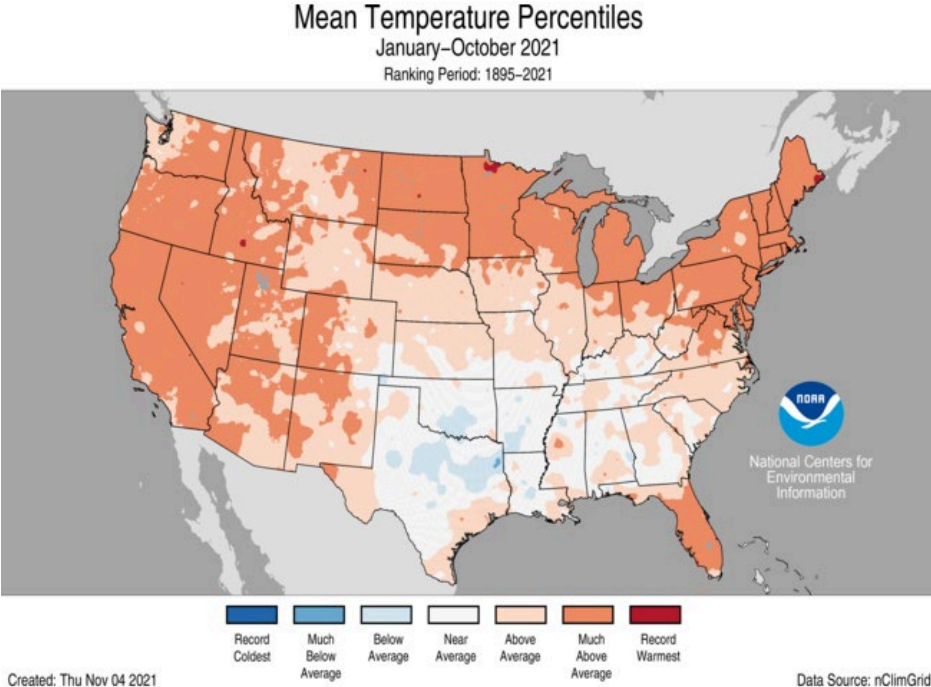 Mean Temperature Percentiles
January–October 2021
Ranking Period: 1895–2021
NOAA
National Centers for
Environmental
Information
Record
Coldest
Much
Below
Average
Below
Average
Near
Average
Above
Average
Much
Above
Average
Record
Warmest
Created: Thu Nov 04 2021
Data Source: nClimGrid